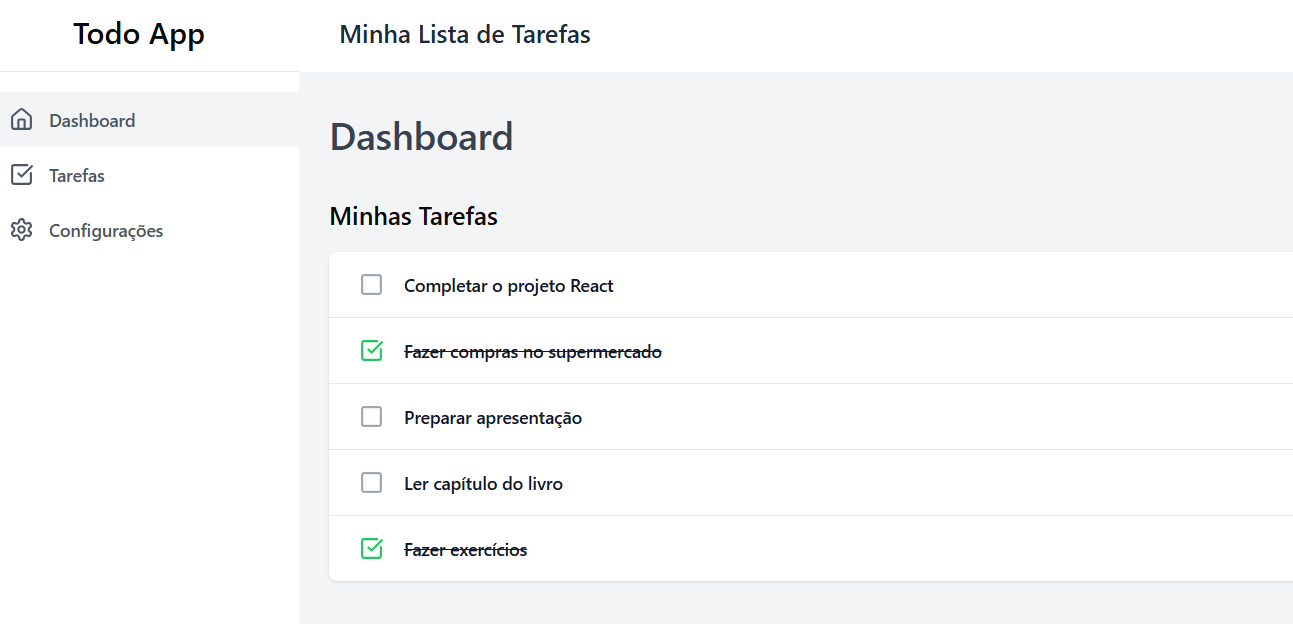 Todo App
Minha Lista de Tarefas
Dashboard
Tarefas
Configurações
Dashboard
Minhas Tarefas
Completar o projeto React
Fazer compras no supermercado
Preparar apresentação
Ler capítulo do livro
Fazer exercícios